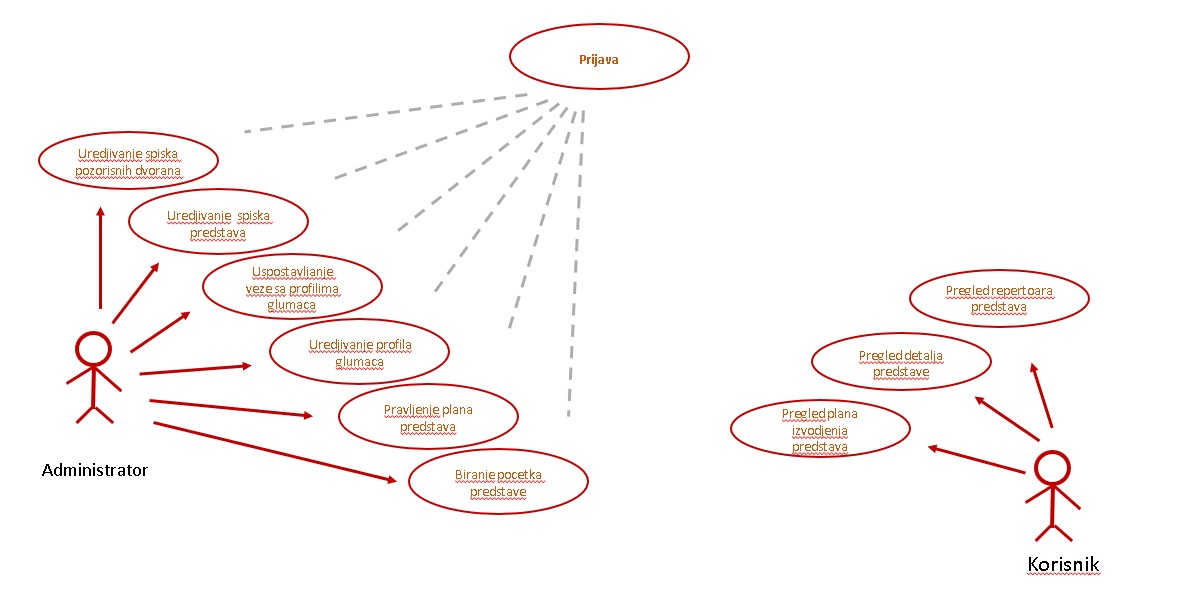 Prijava
Uredjivanje spiska
pozorisnih dvorana
Uredjivanje spiska
predstava
Uspostavljanje
veze sa profilima
glumaca
Uredjivanje profila
glumaca
Pravljenje plana
predstava
Biranje pocetka
predstave
Administrator
Pregled repertoara
predstava
Pregled detalja
predstave
Pregled plana
izvodjenja
predstava
Korisnik